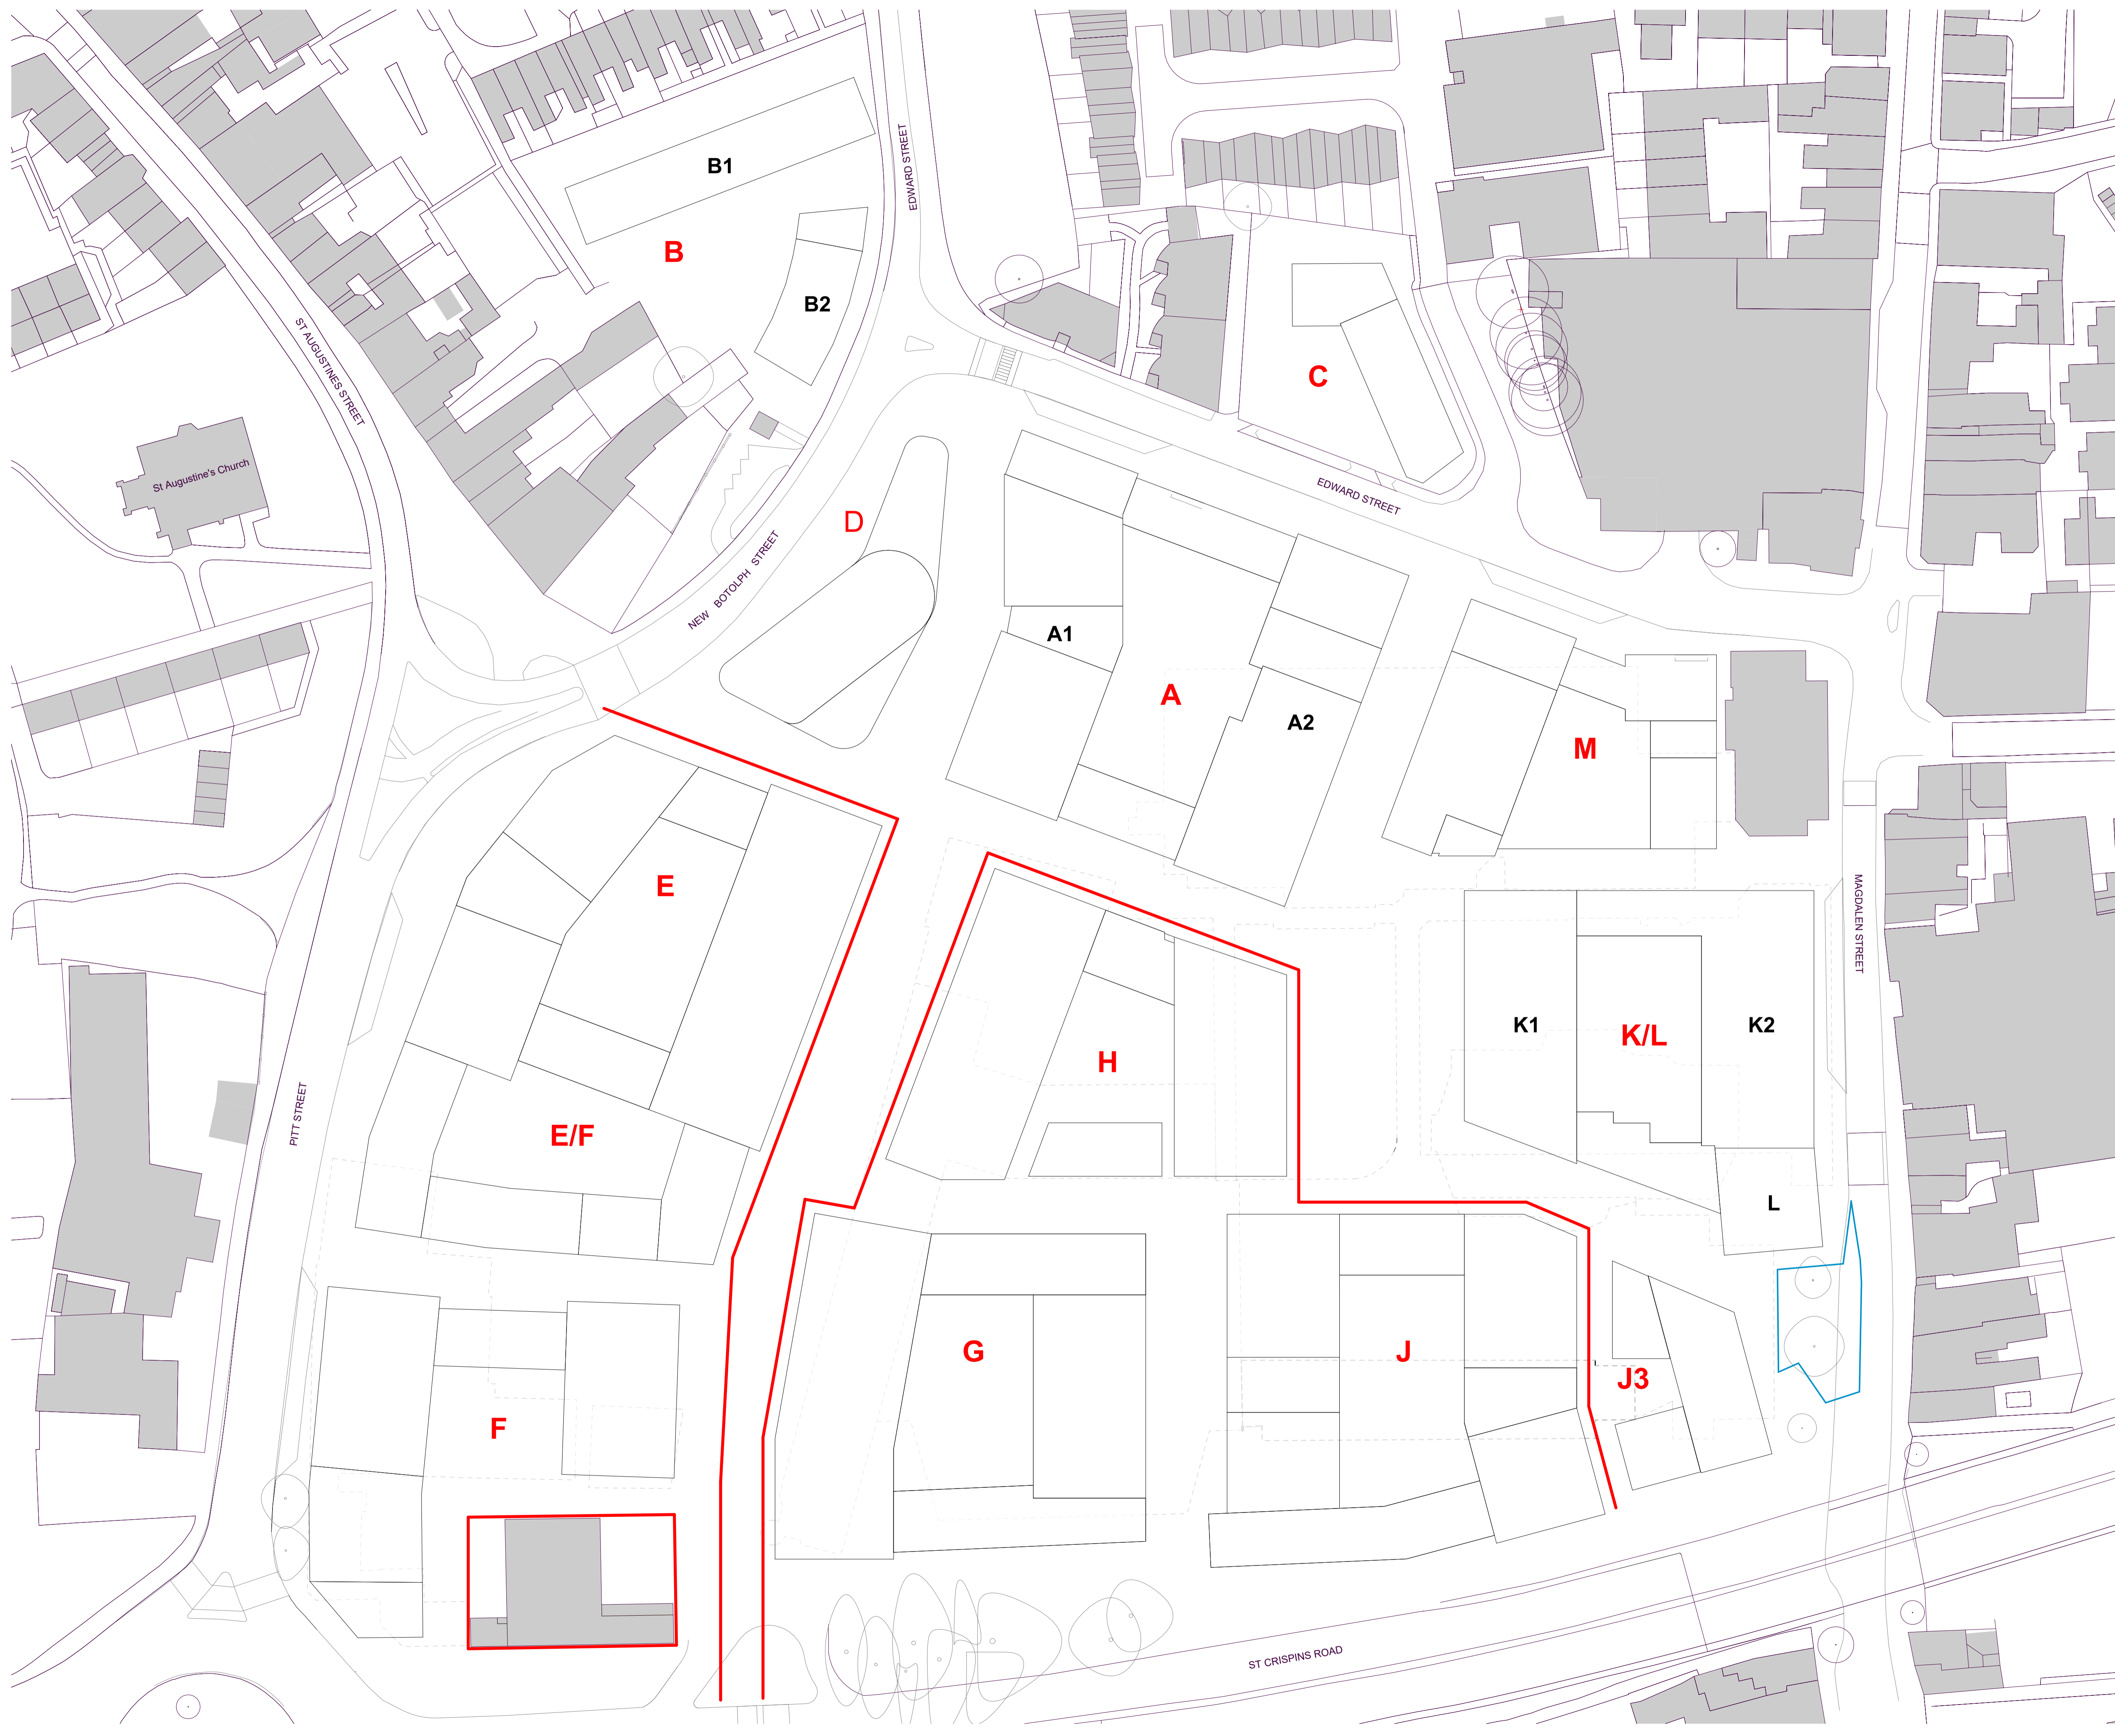 EDWARD STREET
B1
B
B2
ST AUGUSTINES STREET
C
St Augustine's Church
EDWARD STREET
D
NEW BOTOLPH STREET
A1
A
A2
M
E
MAGDALEN STREET
K1
K/L
K2
H
PITT STREET
E/F
L
G
J
J3
F
ST CRISPINS ROAD